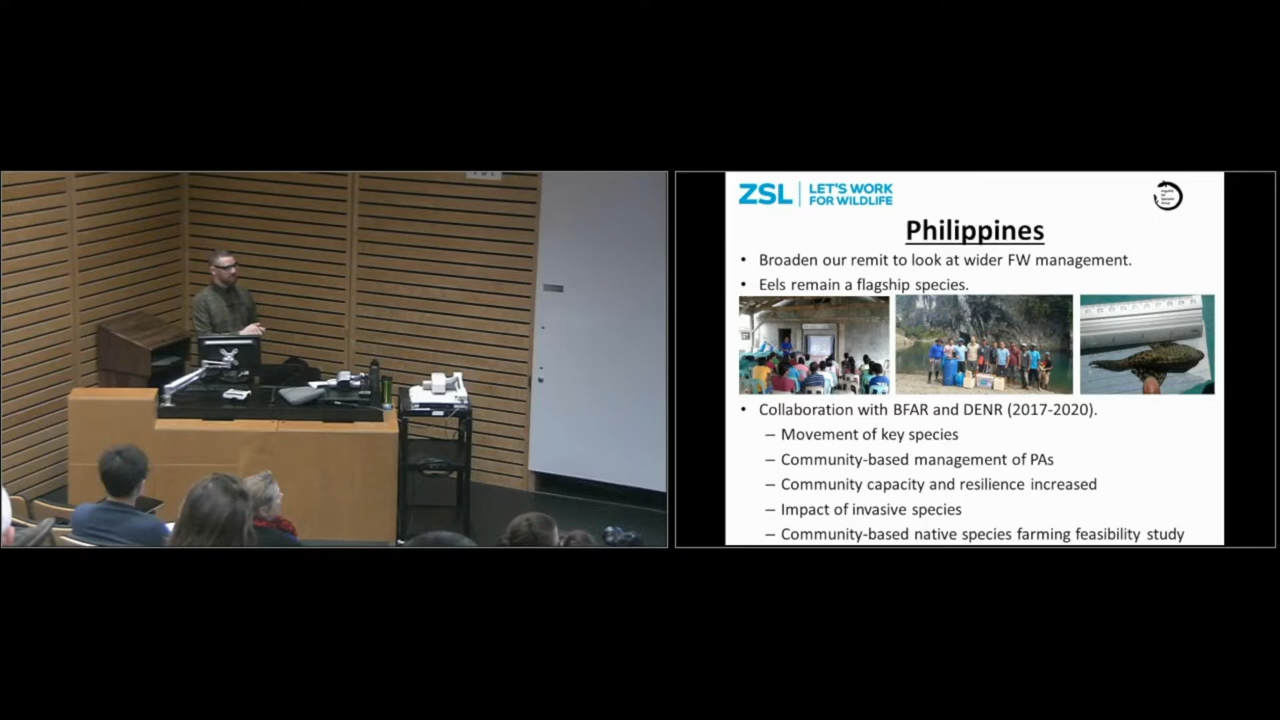 ZSL
LET'S WORK
FOR WILDLIFE
Philippines
• Broaden our remit to look at wider FW management.
• Eels remain a flagship species.
• Collaboration with BFAR and DENR (2017-2020).
– Movement of key species
– Community-based management of PAs
– Community capacity and resilience increased
– Impact of invasive species
– Community-based native species farming feasibility study